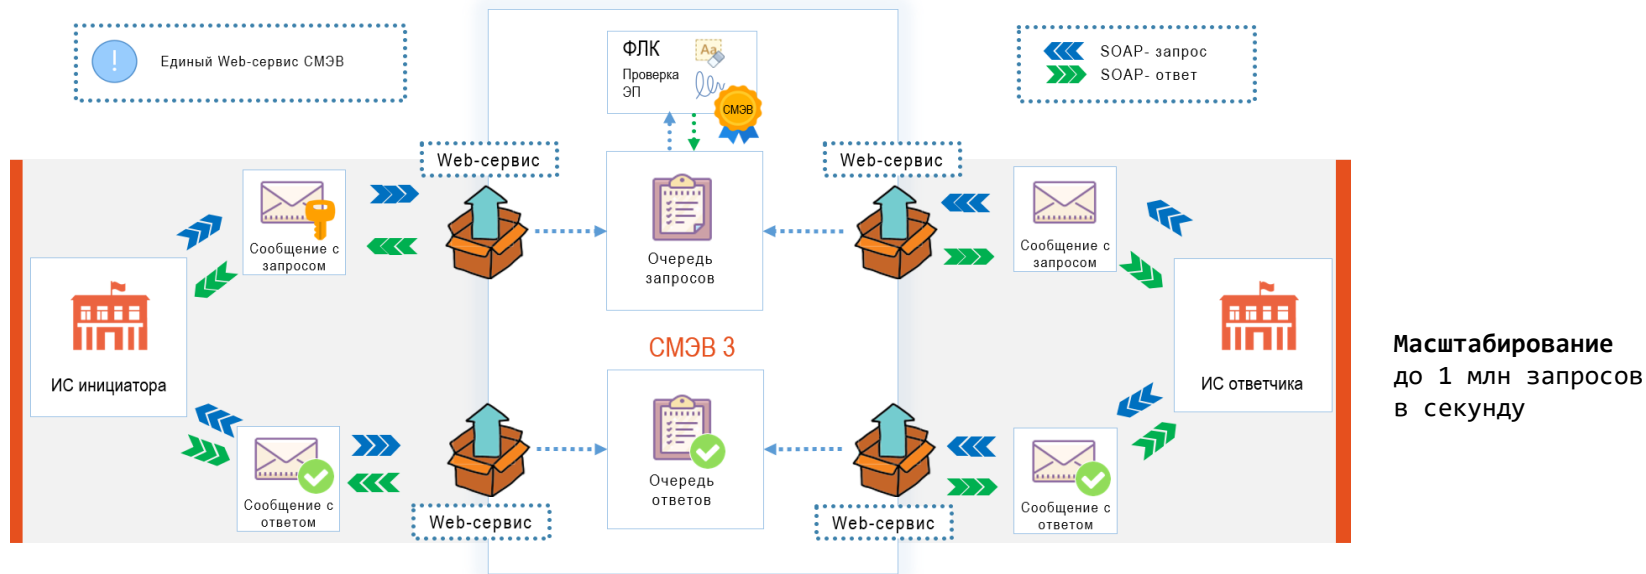 Единый Web-сервис СМЭВ
ФЛК
Проверка
ЭП
Aa
СМЭВ
SOAP- запрос
SOAP- ответ
Web-сервис
Web-сервис
Сообщение с
запросом
Очередь
запросов
Сообщение с
запросом
ИС инициатора
СМЭВ 3
ИС ответчика
Масштабирование
до 1 млн запросов
в секунду
Сообщение с
ответом
Web-сервис
Очередь
ответов
Web-сервис
Сообщение с
ответом